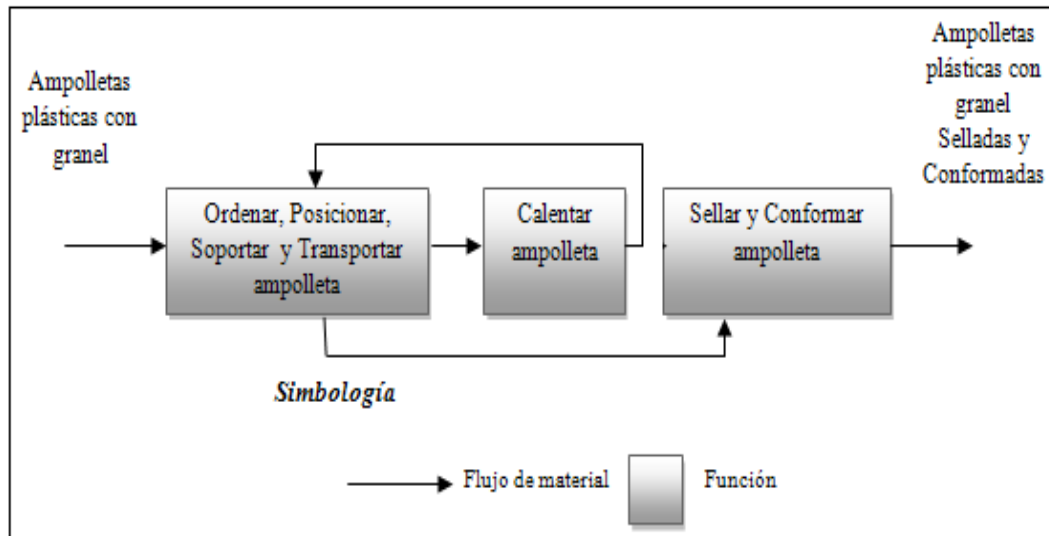 Ampolletas
plásticas con
granel
Ampolletas
plásticas con
granel
Selladas y
Conformadas
Ordenar, Posicionar,
Soportar y Transportar
ampolleta
Calentar
ampolleta
Sellar y Conformar
ampolleta
Simbología
Flujo de material
Función